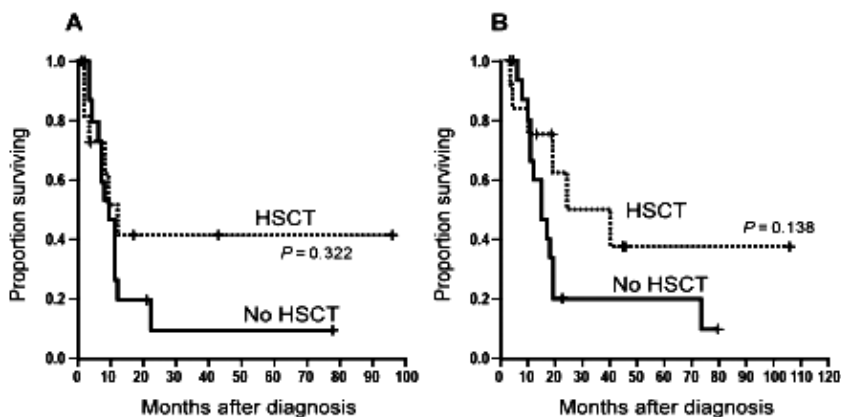 A
Proportion surviving
1.0
0.8
0.6
0.4
0.2
0.0
HSCT
P = 0.322
No HSCT
0 10 20 30 40 50 60 70 80 90 100
Months after diagnosis
B
Proportion surviving
1.0
0.8
0.6
0.4
0.2
0.0
HSCT
P = 0.138
No HSCT
0 10 20 30 40 50 60 70 80 90 100 110 120
Months after diagnosis